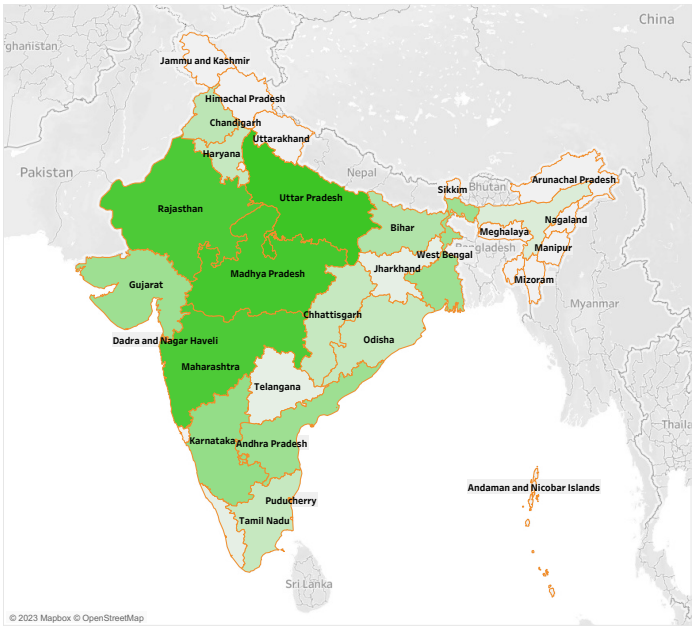 China
ghanistan
Jammu and Kashmir
Himachal Pradesh
Chandigarh
Uttarakhand
Haryana
Pakistan
Nepal
Sikkim
Bhutan
Arunachal Pradesh
Rajasthan
Uttar Pradesh
Nagaland
Bihar
Meghalaya
Manipur
West Bengal
Bangladesh
Jharkhand
Madhya Pradesh
Mizoram
Gujarat
Myanmar
Chhattisgarh
Dadra and Nagar Haveli
Odisha
Maharashtra
Telangana
Thaila
Karnataka
Andhra Pradesh
Andaman and Nicobar Islands
Puducherry
Tamil Nadu
Sri Lanka
© 2023 Mapbox © OpenStreetMap